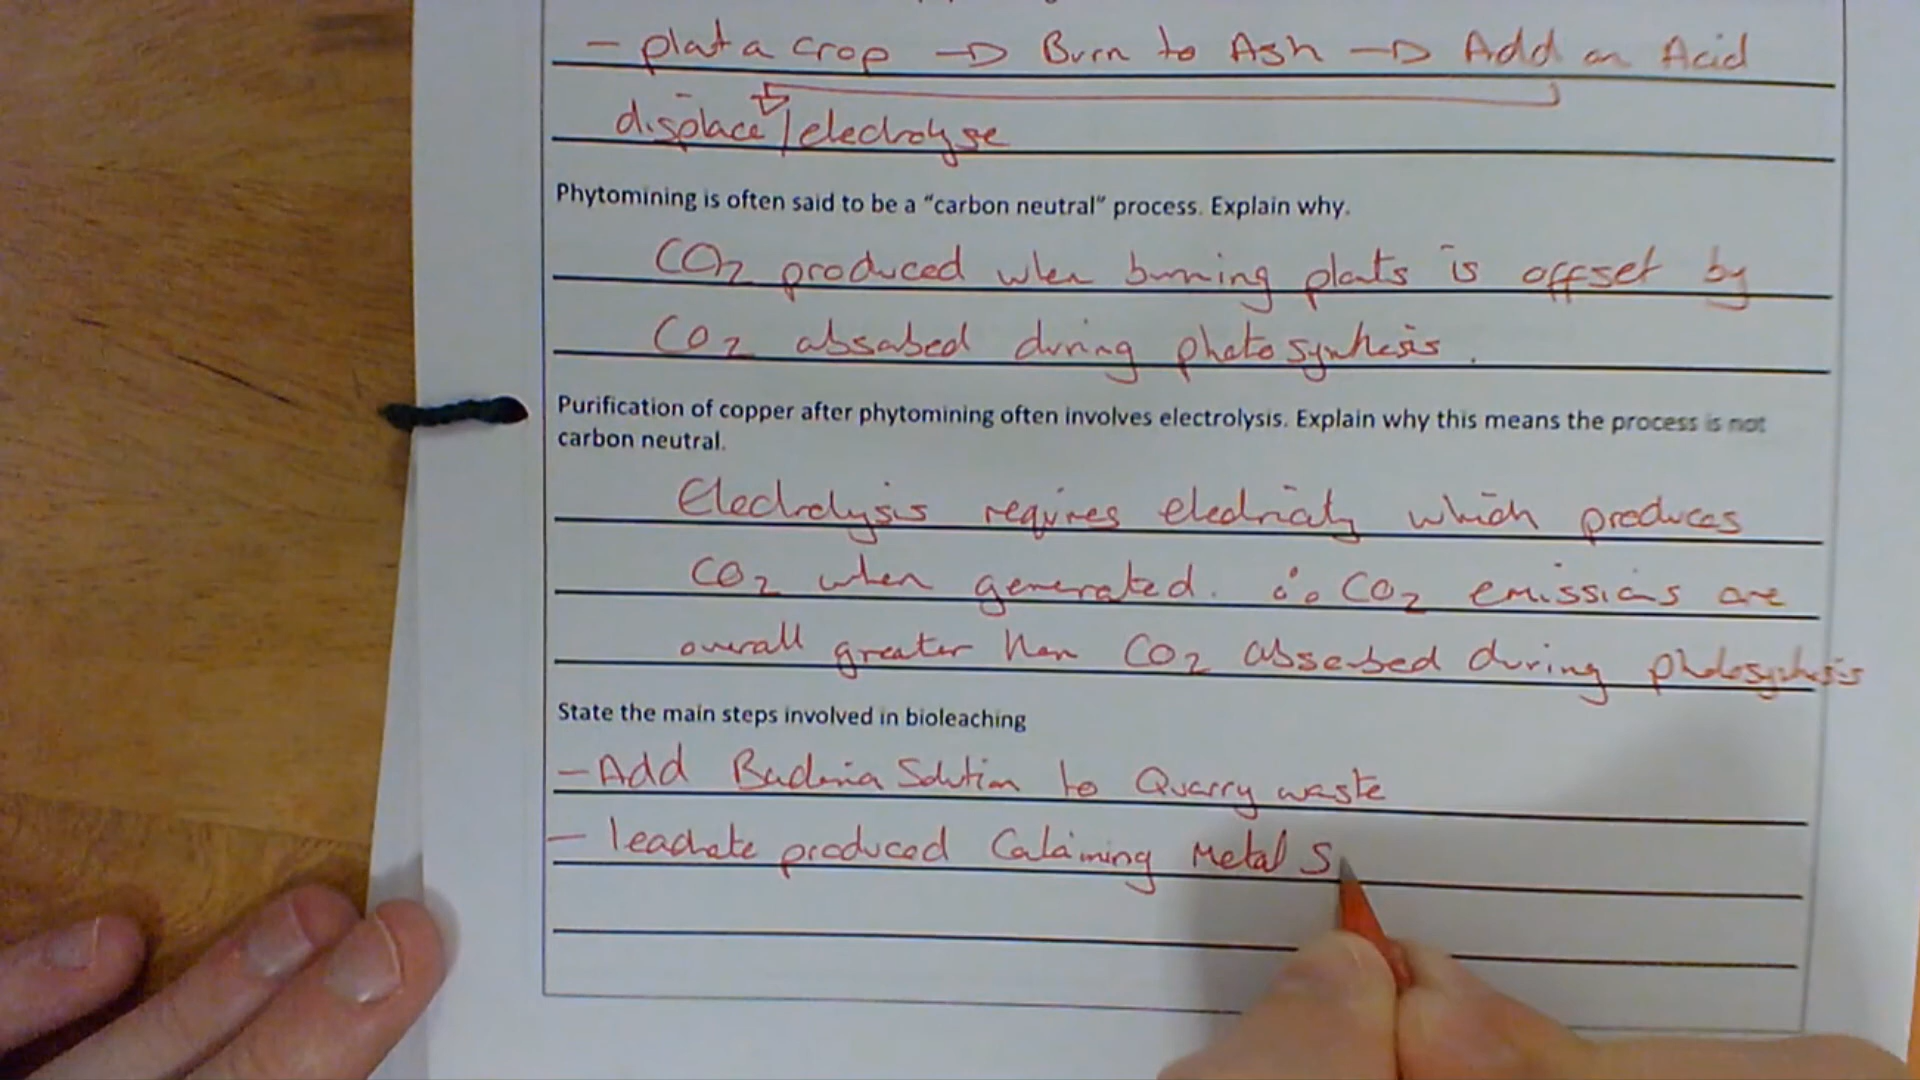 - plat a crop → Burn to Ash → Add an Acid
displace / electrolyse
Phytomining is often said to be a “carbon neutral” process. Explain why.
CO2 produced when burning plants is offset by
CO2 absorbed during photosynthesis.
Purification of copper after phytomining often involves electrolysis. Explain why this means the process is not
carbon neutral.
Electrolysis requires electricity which produces
CO2 when generated. ∴ CO2 emissions are
overall greater than CO2 absorbed during photosynthesis
State the main steps involved in bioleaching
- Add Bacteria Solution to Quarry waste
- leachate produced Containing Metal S